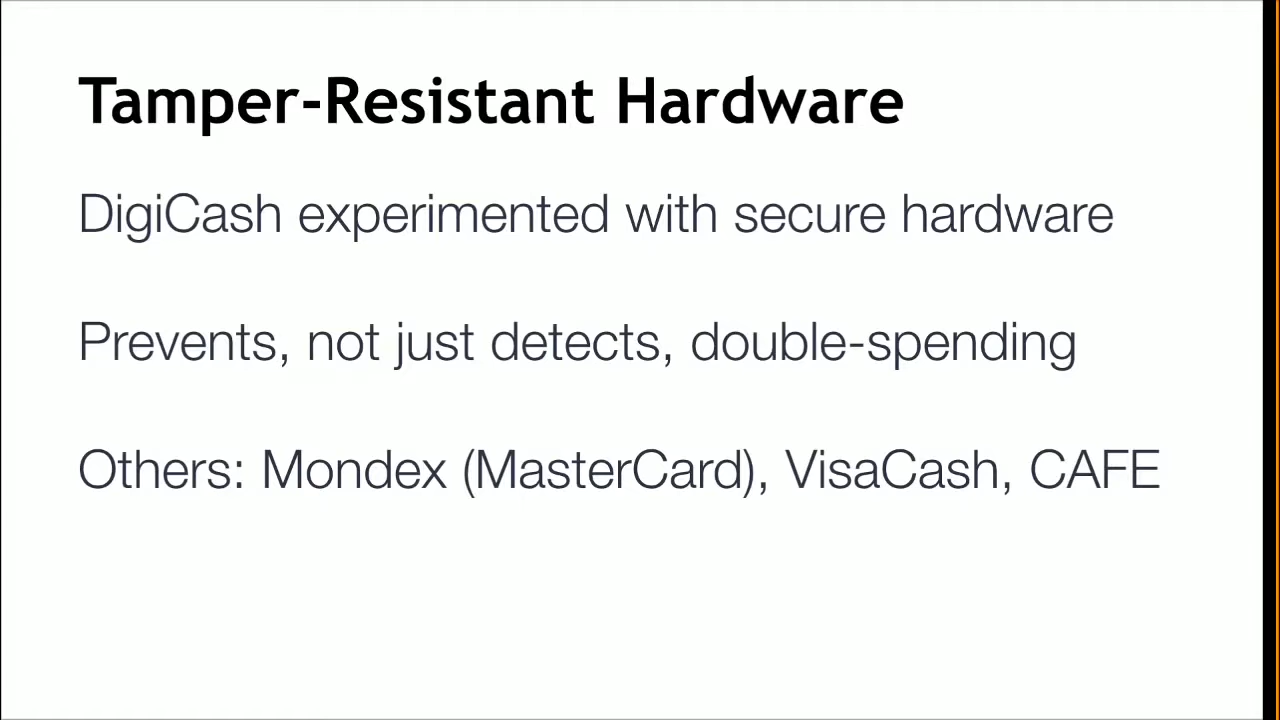 Tamper-Resistant Hardware
DigiCash experimented with secure hardware
Prevents, not just detects, double-spending
Others: Mondex (MasterCard), VisaCash, CAFE